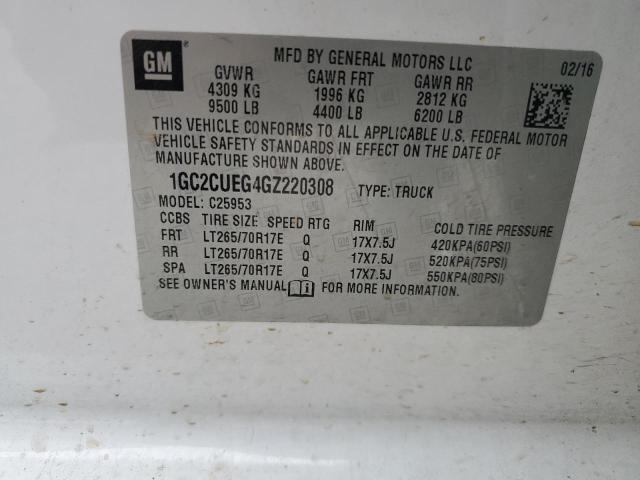 GM
MFD BY GENERAL MOTORS LLC
02/16
GVWR GAWR FRT GAWR RR
4309 KG 1996 KG 2812 KG
9500 LB 4400 LB 6200 LB
THIS VEHICLE CONFORMS TO ALL APPLICABLE U.S. FEDERAL MOTOR
VEHICLE SAFETY STANDARDS IN EFFECT ON THE DATE OF
MANUFACTURE SHOWN ABOVE.
1GC2CUEG4GZ220308 TYPE: TRUCK
MODEL: C25953
CCBS TIRE SIZE SPEED RTG RIM COLD TIRE PRESSURE
FRT LT265/70R17E Q 17X7.5J 420KPA(60PSI)
RR LT265/70R17E Q 17X7.5J 520KPA(75PSI)
SPA LT265/70R17E Q 17X7.5J 550KPA(80PSI)
SEE OWNER'S MANUAL FOR MORE INFORMATION.